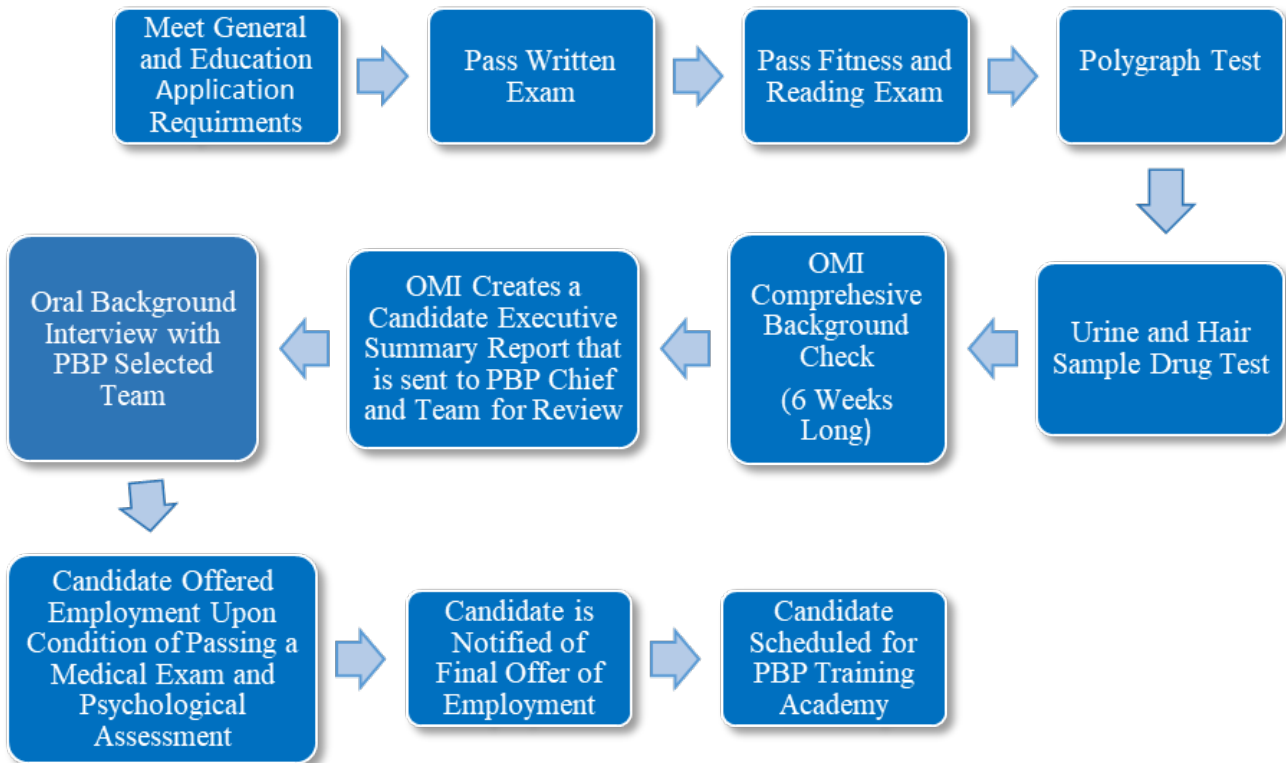 Meet General
and Education
Application
Requirments
Pass Written
Exam
Pass Fitness and
Reading Exam
Polygraph Test
Urine and Hair
Sample Drug Test
OMI
Comprehesive
Background
Check
(6 Weeks
Long)
OMI Creates a
Candidate Executive
Summary Report that
is sent to PBP Chief
and Team for Review
Oral Background
Interview with
PBP Selected
Team
Candidate Offered
Employment Upon
Condition of Passing a
Medical Exam and
Psychological
Assessment
Candidate is
Notified of
Final Offer of
Employment
Candidate
Scheduled for
PBP Training
Academy